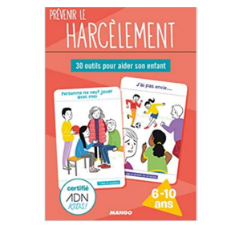 PRÉVENIR LE
HARCÈLEMENT
30 outils pour aider son enfant
Personne ne veut jouer
avec moi
J'ai pas envie...
certifié
ADN
KIDS!
6-10
ans
MANGO